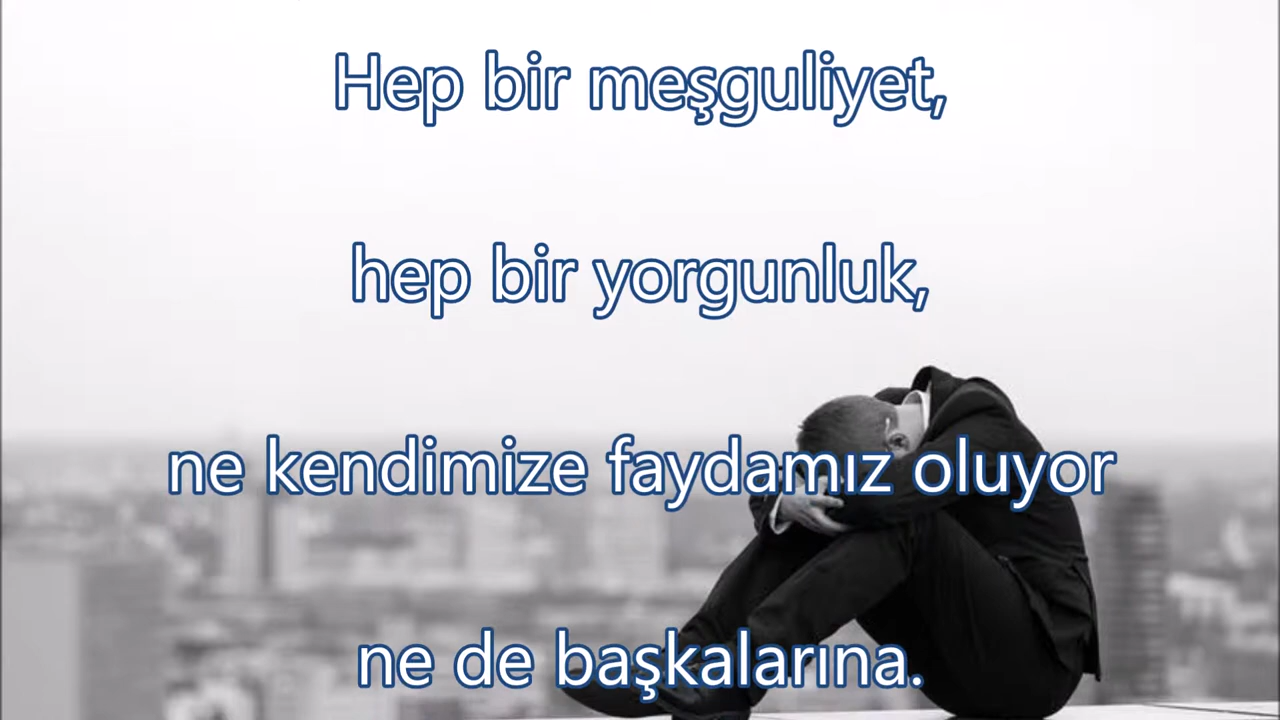 Hep bir meşguliyet,
hep bir yorgunluk,
ne kendimize faydamız oluyor
ne de başkalarına.